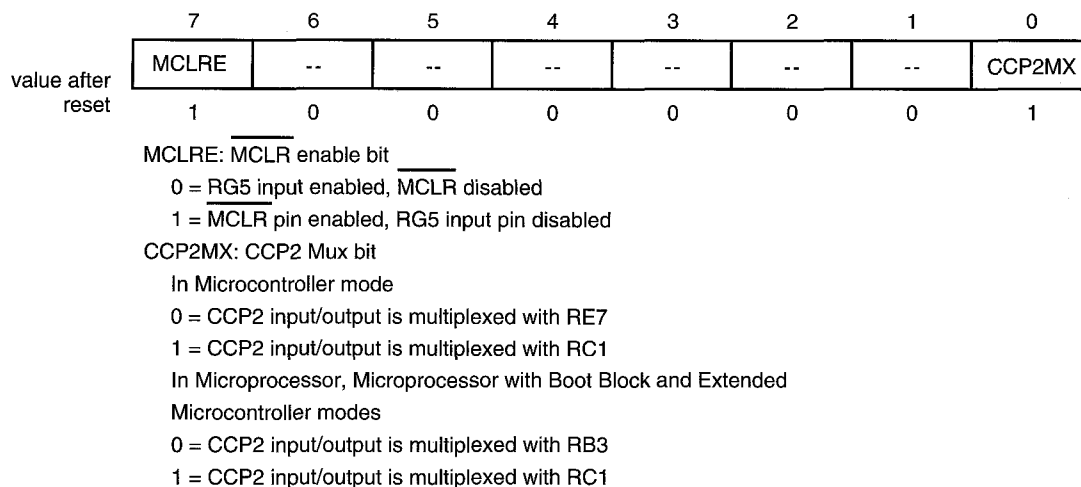 7 6 5 4 3 2 1 0
MCLRE -- -- -- -- -- -- CCP2MX
value after
reset
1 0 0 0 0 0 0 1
MCLRE: MCLR enable bit
0 = RG5 input enabled, MCLR disabled
1 = MCLR pin enabled, RG5 input pin disabled
CCP2MX: CCP2 Mux bit
In Microcontroller mode
0 = CCP2 input/output is multiplexed with RE7
1 = CCP2 input/output is multiplexed with RC1
In Microprocessor, Microprocessor with Boot Block and Extended
Microcontroller modes
0 = CCP2 input/output is multiplexed with RB3
1 = CCP2 input/output is multiplexed with RC1